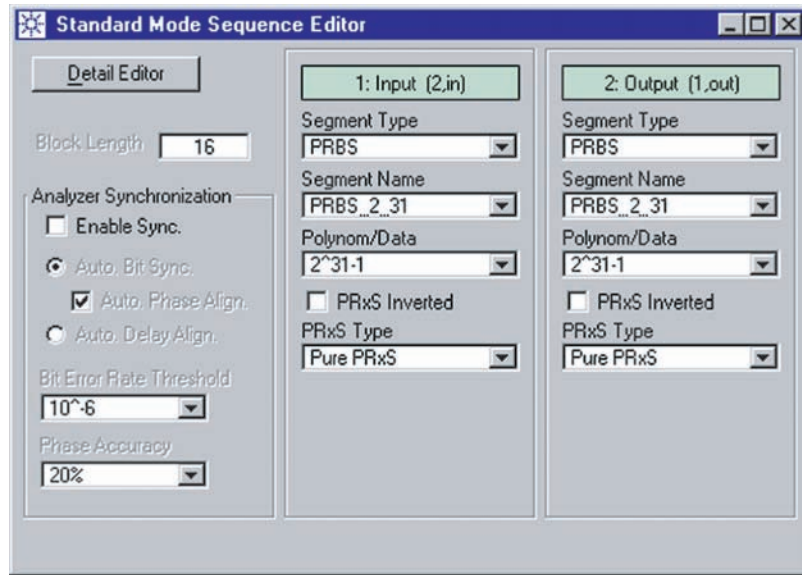 Standard Mode Sequence Editor
Detail Editor
Block Length 16
Analyzer Synchronization
Enable Sync.
Auto. Bit Sync.
Auto. Phase Align.
Auto. Delay Align.
Bit Error Rate Threshold
10^-6
Phase Accuracy
20%
1: Input (2,in)
Segment Type
PRBS
Segment Name
PRBS_2_31
Polynom/Data
2^31-1
PRxS Inverted
PRxS Type
Pure PRxS
2: Output (1,out)
Segment Type
PRBS
Segment Name
PRBS_2_31
Polynom/Data
2^31-1
PRxS Inverted
PRxS Type
Pure PRxS